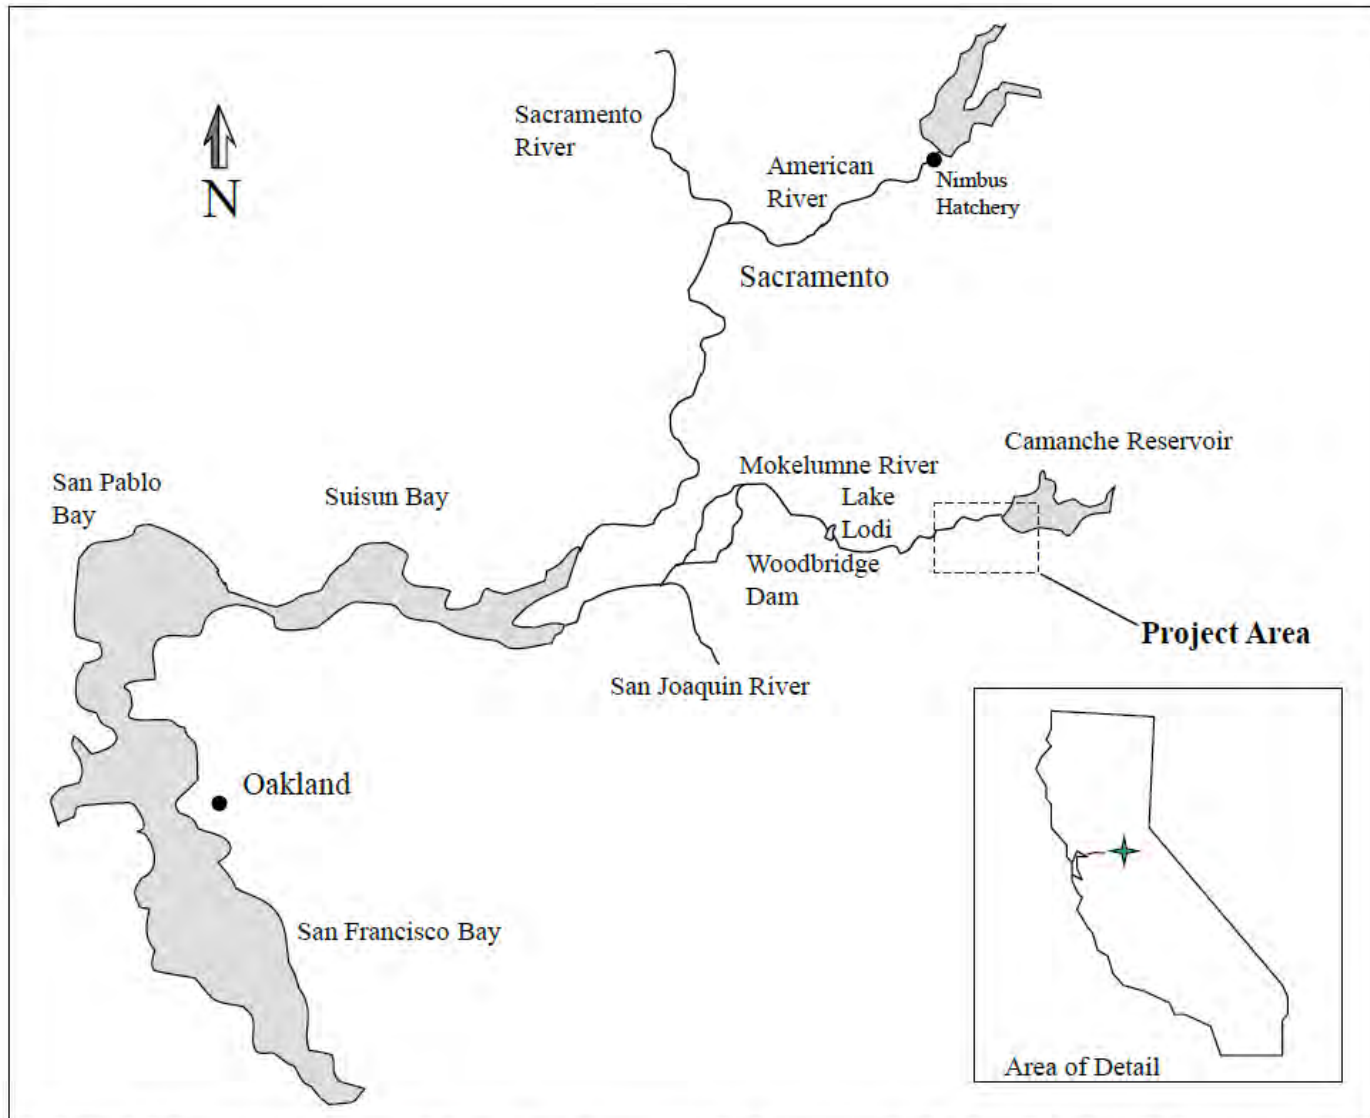 Sacramento
River
American
River
Nimbus
Hatchery
N
Sacramento
Camanche Reservoir
San Pablo
Bay
Suisun Bay
Mokelumne River
Lake
Lodi
Woodbridge
Dam
Project Area
San Joaquin River
Oakland
San Francisco Bay
Area of Detail